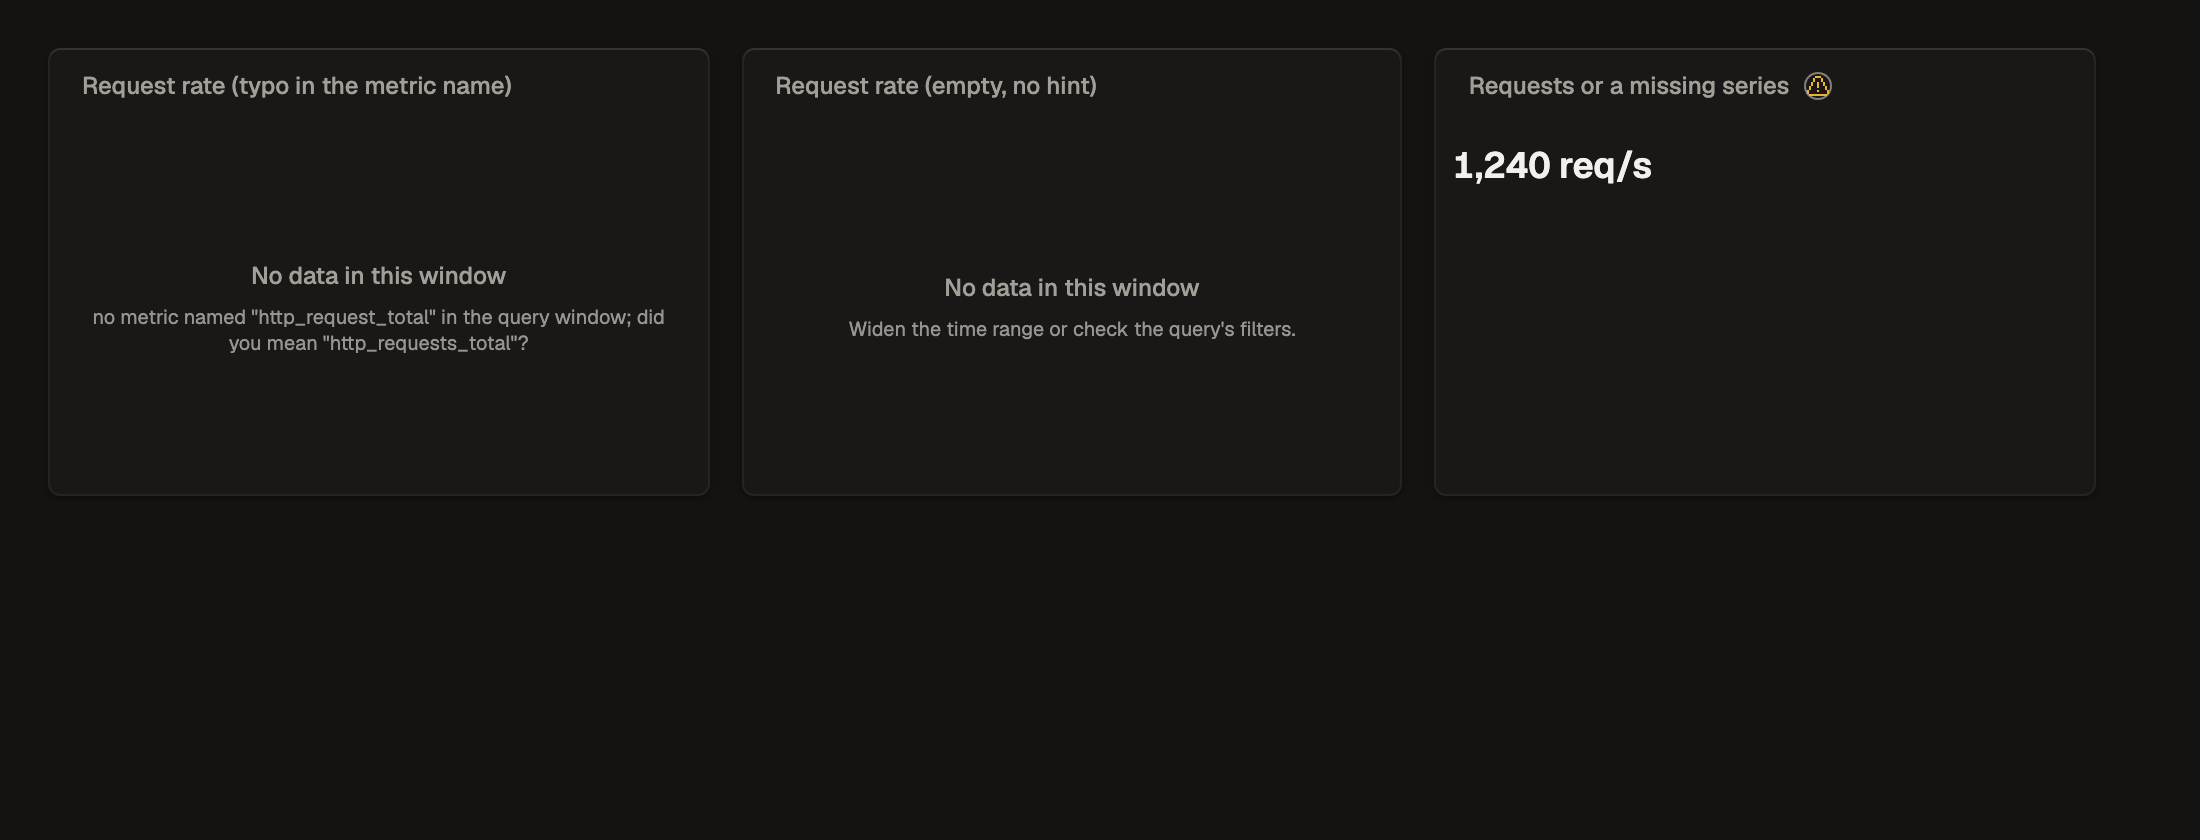 Request rate (typo in the metric name)
No data in this window
no metric named "http_request_total" in the query window; did
you mean "http_requests_total"?
Request rate (empty, no hint)
No data in this window
Widen the time range or check the query's filters.
Requests or a missing series
1,240 req/s